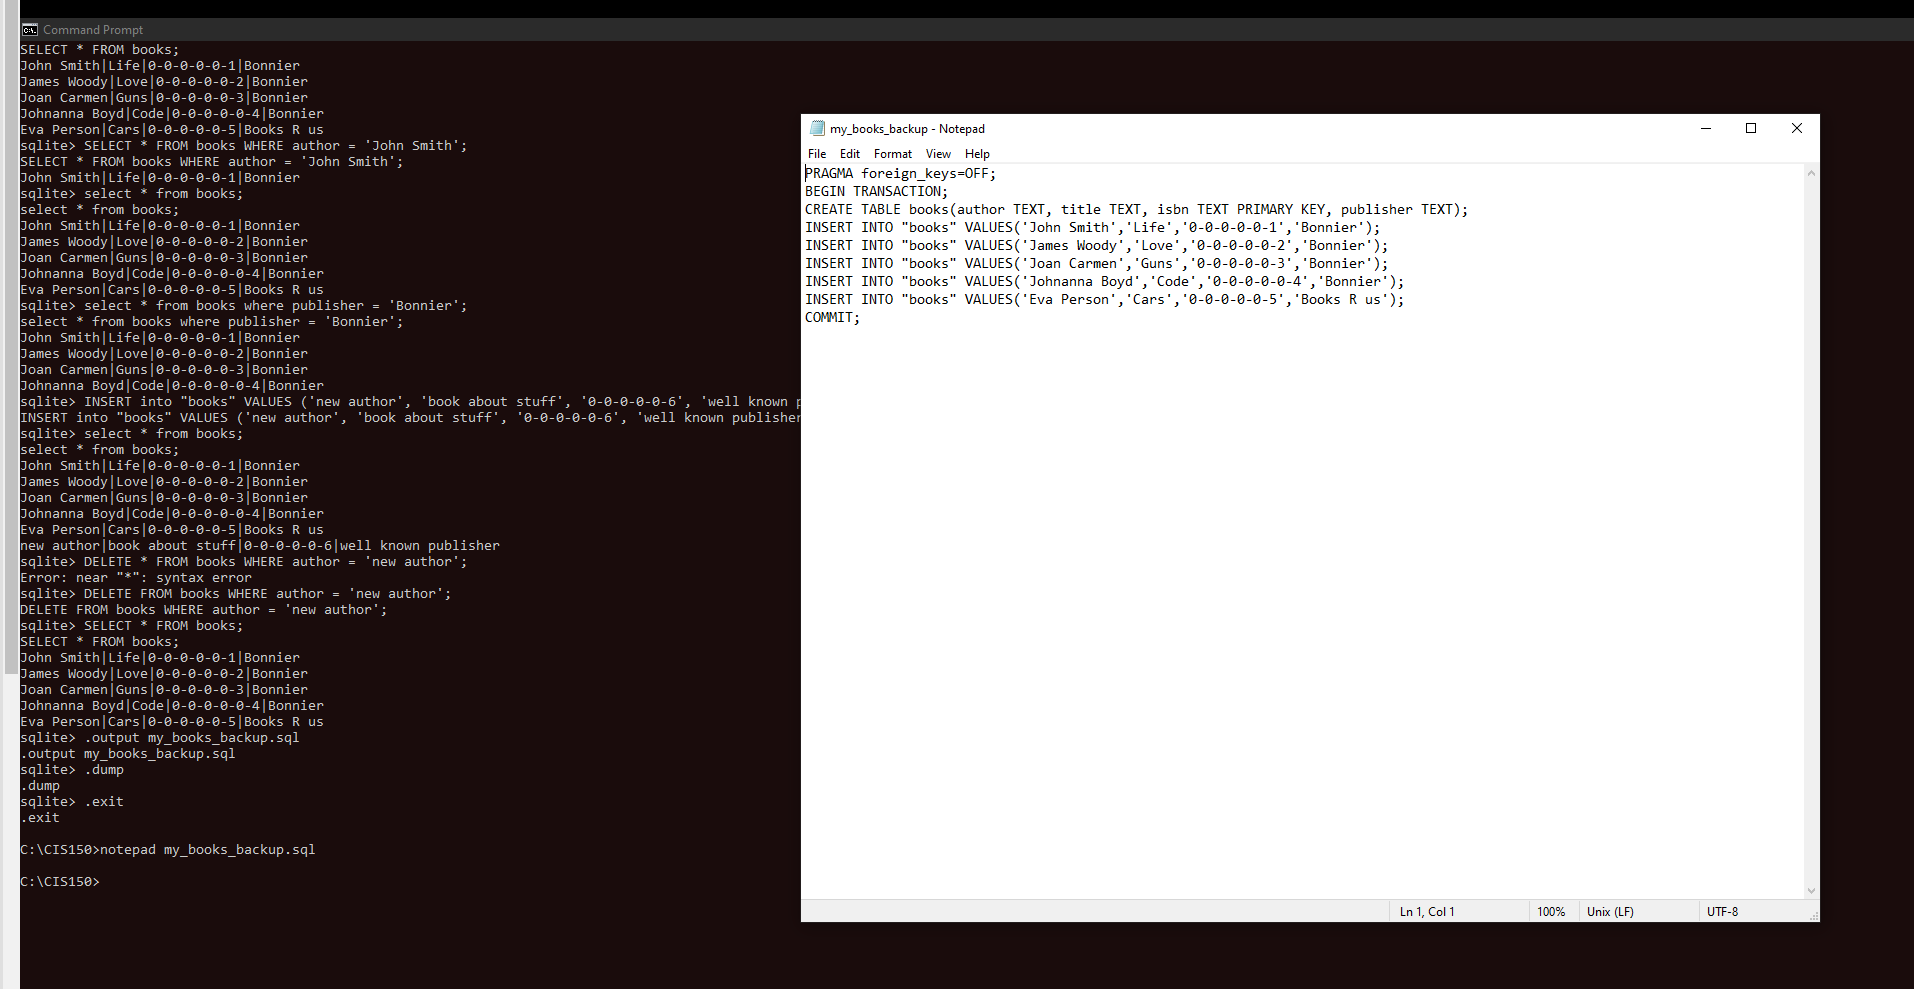 Command Prompt
SELECT * FROM books;
John Smith|Life|0-0-0-0-0-1|Bonnier
James Woody|Love|0-0-0-0-0-2|Bonnier
Joan Carmen|Guns|0-0-0-0-0-3|Bonnier
Johnanna Boyd|Code|0-0-0-0-0-4|Bonnier
Eva Person|Cars|0-0-0-0-0-5|Books R us
sqlite> SELECT * FROM books WHERE author = 'John Smith';
SELECT * FROM books WHERE author = 'John Smith';
John Smith|Life|0-0-0-0-0-1|Bonnier
sqlite> select * from books;
select * from books;
John Smith|Life|0-0-0-0-0-1|Bonnier
James Woody|Love|0-0-0-0-0-2|Bonnier
Joan Carmen|Guns|0-0-0-0-0-3|Bonnier
Johnanna Boyd|Code|0-0-0-0-0-4|Bonnier
Eva Person|Cars|0-0-0-0-0-5|Books R us
sqlite> select * from books where publisher = 'Bonnier';
select * from books where publisher = 'Bonnier';
John Smith|Life|0-0-0-0-0-1|Bonnier
James Woody|Love|0-0-0-0-0-2|Bonnier
Joan Carmen|Guns|0-0-0-0-0-3|Bonnier
Johnanna Boyd|Code|0-0-0-0-0-4|Bonnier
sqlite> INSERT into "books" VALUES ('new author', 'book about stuff', '0-0-0-0-0-6', 'well known p
INSERT into "books" VALUES ('new author', 'book about stuff', '0-0-0-0-0-6', 'well known publisher
sqlite> select * from books;
select * from books;
John Smith|Life|0-0-0-0-0-1|Bonnier
James Woody|Love|0-0-0-0-0-2|Bonnier
Joan Carmen|Guns|0-0-0-0-0-3|Bonnier
Johnanna Boyd|Code|0-0-0-0-0-4|Bonnier
Eva Person|Cars|0-0-0-0-0-5|Books R us
new author|book about stuff|0-0-0-0-0-6|well known publisher
sqlite> DELETE * FROM books WHERE author = 'new author';
Error: near "*": syntax error
sqlite> DELETE FROM books WHERE author = 'new author';
DELETE FROM books WHERE author = 'new author';
sqlite> SELECT * FROM books;
SELECT * FROM books;
John Smith|Life|0-0-0-0-0-1|Bonnier
James Woody|Love|0-0-0-0-0-2|Bonnier
Joan Carmen|Guns|0-0-0-0-0-3|Bonnier
Johnanna Boyd|Code|0-0-0-0-0-4|Bonnier
Eva Person|Cars|0-0-0-0-0-5|Books R us
sqlite> .output my_books_backup.sql
.output my_books_backup.sql
sqlite> .dump
.dump
sqlite> .exit
.exit
C:\CIS150>notepad my_books_backup.sql
C:\CIS150>
my_books_backup - Notepad
File Edit Format View Help
PRAGMA foreign_keys=OFF;
BEGIN TRANSACTION;
CREATE TABLE books(author TEXT, title TEXT, isbn TEXT PRIMARY KEY, publisher TEXT);
INSERT INTO "books" VALUES('John Smith','Life','0-0-0-0-0-1','Bonnier');
INSERT INTO "books" VALUES('James Woody','Love','0-0-0-0-0-2','Bonnier');
INSERT INTO "books" VALUES('Joan Carmen','Guns','0-0-0-0-0-3','Bonnier');
INSERT INTO "books" VALUES('Johnanna Boyd','Code','0-0-0-0-0-4','Bonnier');
INSERT INTO "books" VALUES('Eva Person','Cars','0-0-0-0-0-5','Books R us');
COMMIT;
Ln 1, Col 1 100% Unix (LF) UTF-8